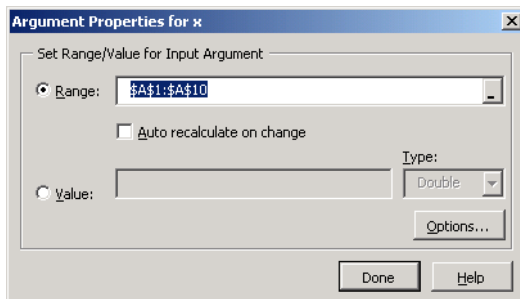 Argument Properties for x
Set Range/Value for Input Argument
Range:
$A$1:$A$10
Auto recalculate on change
Type:
Value:
Double
Options...
Done
Help